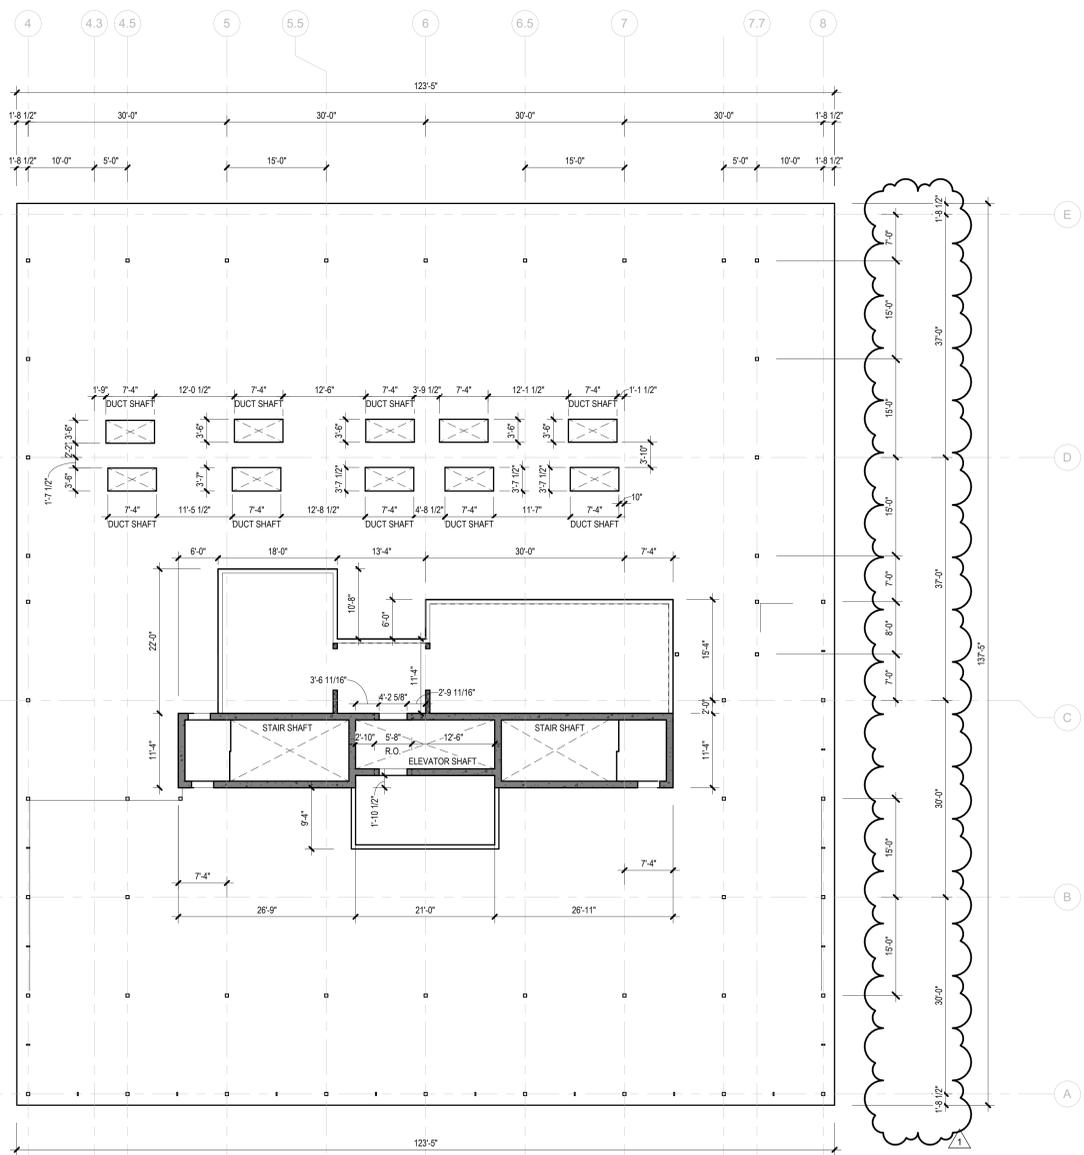 4 4.3 4.5 5 5.5 6 6.5 7 7.7 8
123'-5"
1'-8 1/2" 30'-0" 30'-0" 30'-0" 30'-0" 1'-8 1/2"
1'-8 1/2" 10'-0" 5'-0" 15'-0" 15'-0" 5'-0" 10'-0" 1'-8 1/2"
E
1'-8 1/2"
7'-0"
15'-0"
37'-0"
1'-9" 7'-4" 12'-0 1/2" 7'-4" 12'-6" 7'-4" 3'-9 1/2" 7'-4" 12'-1 1/2" 7'-4" 1'-1 1/2"
DUCT SHAFT DUCT SHAFT DUCT SHAFT DUCT SHAFT
15'-0"
3'-6" 3'-6" 3'-6" 3'-6" 3'-6"
2'-2" 3'-10"
D
3'-6" 3'-7" 3'-7 1/2" 3'-7 1/2" 3'-7 1/2"
1'-7 1/2"
10"
7'-4" 11'-5 1/2" 7'-4" 12'-8 1/2" 7'-4" 4'-8 1/2" 7'-4" 11'-7" 7'-4"
DUCT SHAFT DUCT SHAFT DUCT SHAFT DUCT SHAFT
15'-0"
6'-0" 18'-0" 13'-4" 30'-0" 7'-4"
7'-0"
37'-0"
10'-8"
6'-0"
22'-0"
8'-0"
15'-4"
137'-5"
11'-4"
3'-6 11/16" 4'-2 5/8" 2'-9 11/16"
7'-0"
2'-0"
C
STAIR SHAFT STAIR SHAFT
2'-10" 5'-8" 12'-6"
R.O.
ELEVATOR SHAFT
11'-4" 11'-4"
1'-10 1/2"
9'-4"
30'-0"
15'-0"
7'-4" 7'-4"
B
26'-9" 21'-0" 26'-11"
15'-0"
30'-0"
1'-8 1/2"
A
123'-5"
1